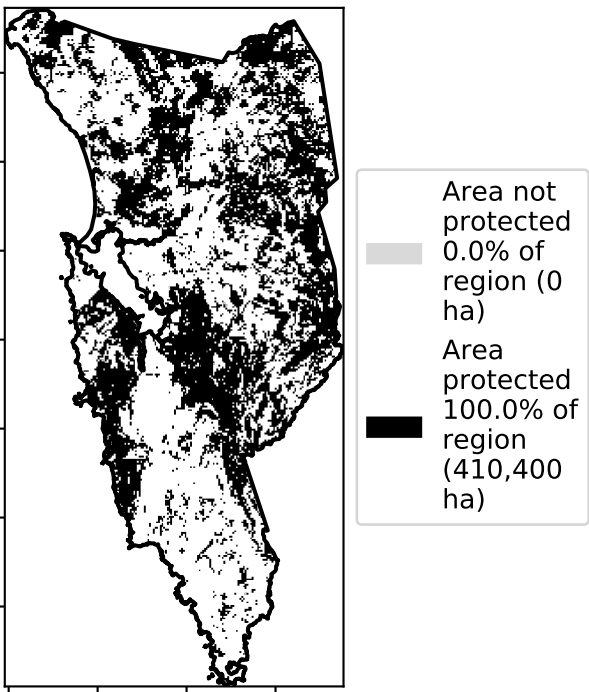 Area not
protected
0.0% of
region (0
ha)
Area
protected
100.0% of
region
(410,400
ha)